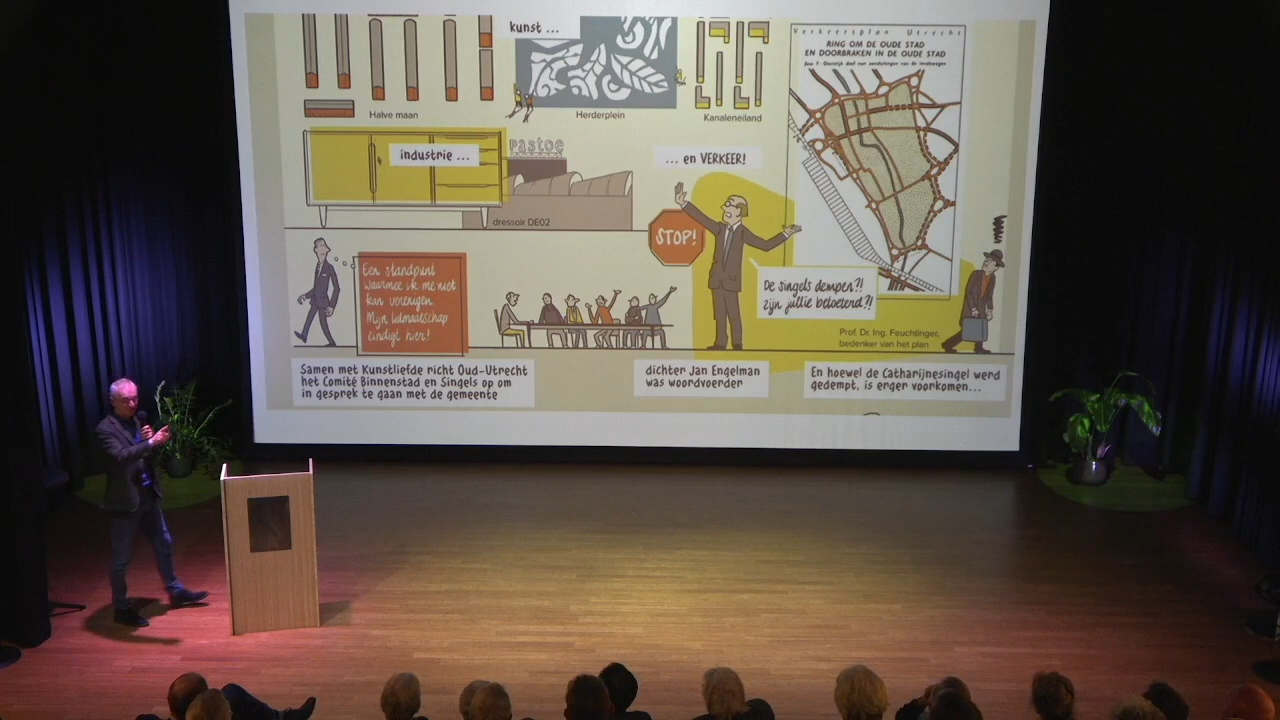 kunst ...
Halve maan
Herderplein
Kanaleneiland
Verkeersplan Utrecht
RING OM DE OUDE STAD
EN DOORBRAKEN IN DE OUDE STAD
industrie ...
pastoe
... en VERKEER!
dressoir DE02
STOP!
Een standpunt
waarmee ik me niet
kan verenigen.
Mijn lidmaatschap
eindigt hier!
De singels dempen?!
zijn jullie betoeterd?!
Prof. Dr. Ing. Feuchtinger,
bedenker van het plan
Samen met Kunstliefde richt Oud-Utrecht
het Comité Binnenstad en Singels op om
in gesprek te gaan met de gemeente
dichter Jan Engelman
was woordvoerder
En hoewel de Catharijnesingel werd
gedempt, is erger voorkomen...